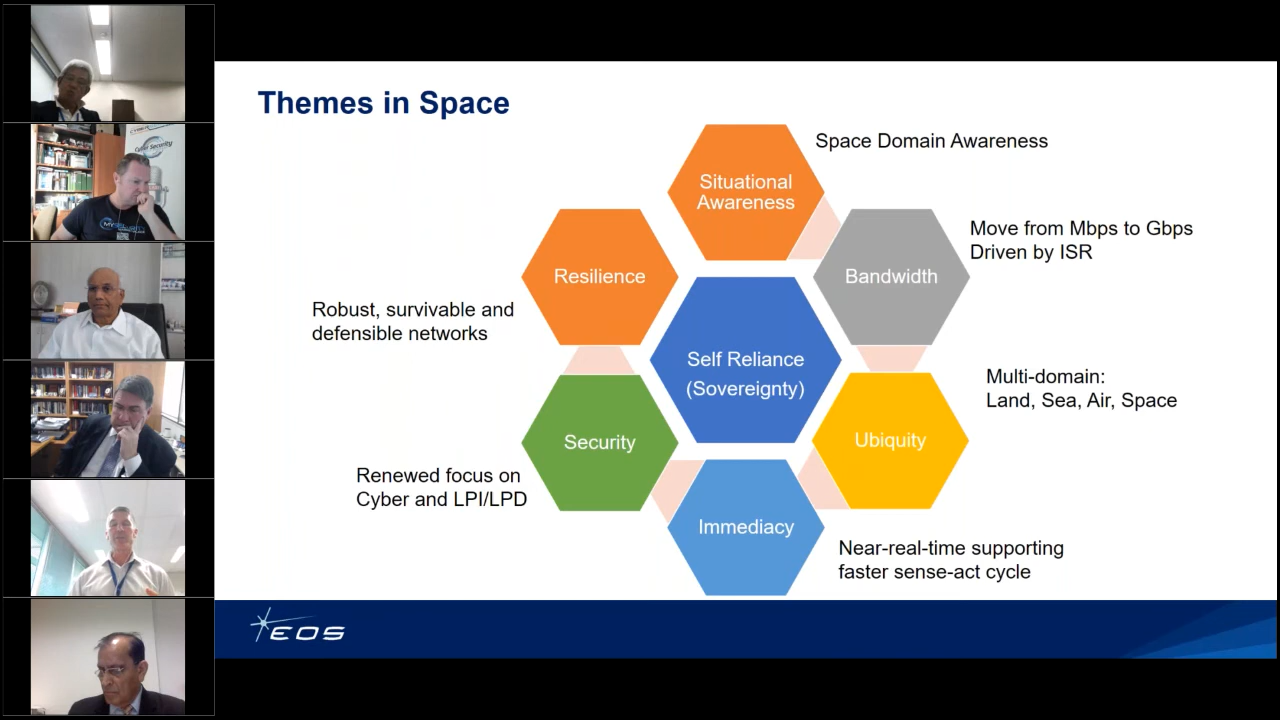 Themes in Space
Situational
Awareness
Space Domain Awareness
Bandwidth
Move from Mbps to Gbps
Driven by ISR
Resilience
Robust, survivable and
defensible networks
Self Reliance
(Sovereignty)
Multi-domain:
Land, Sea, Air, Space
Ubiquity
Security
Renewed focus on
Cyber and LPI/LPD
Immediacy
Near-real-time supporting
faster sense-act cycle
EOS
Cyber Security